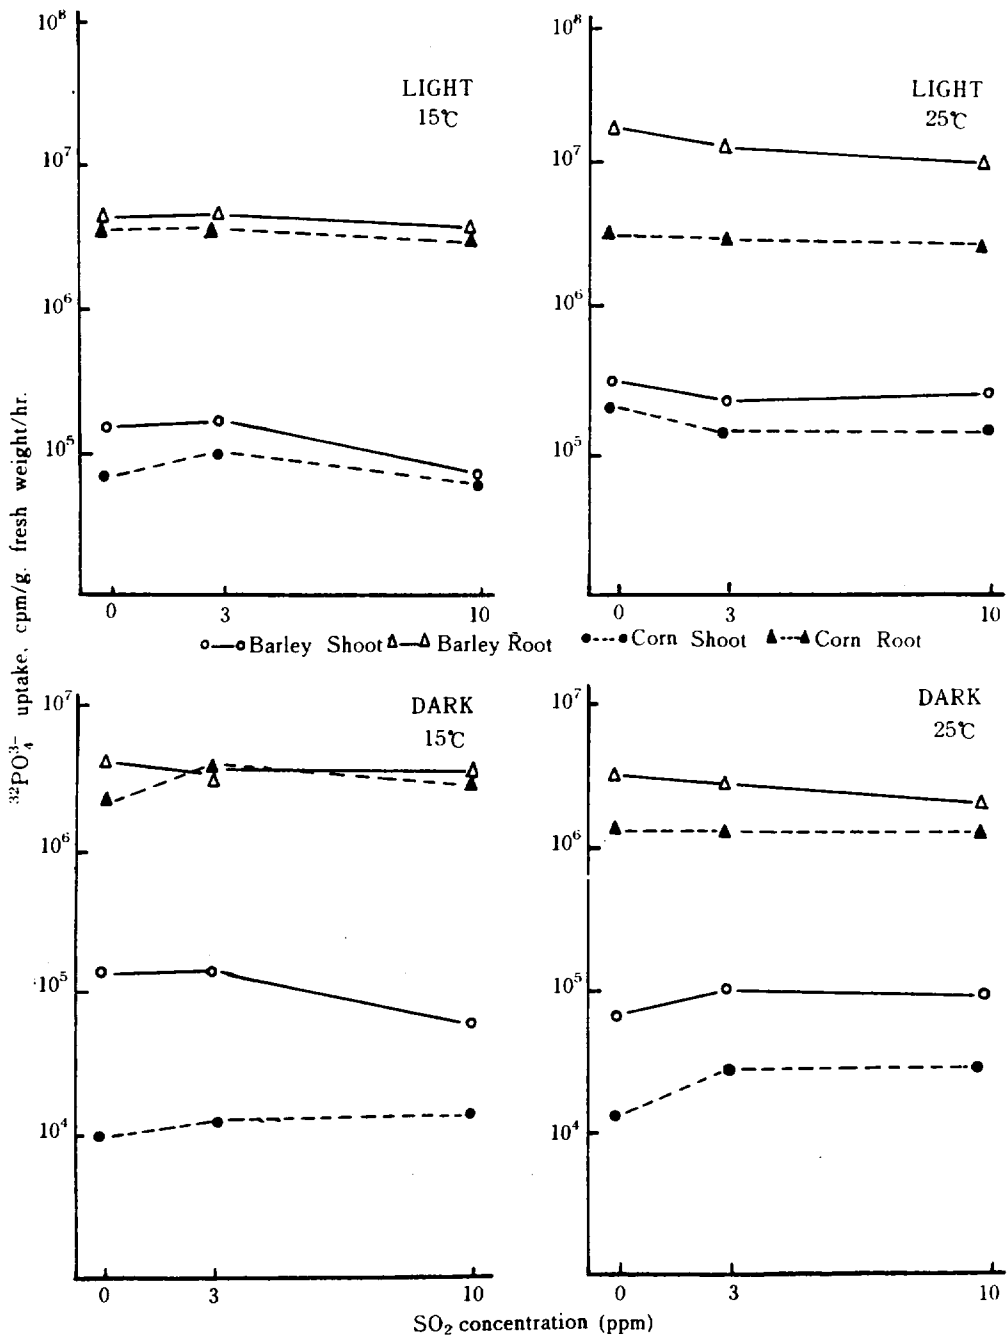 10⁸
10⁷
10⁶
10⁵
LIGHT
15℃
0 3 10
10⁸
10⁷
10⁶
10⁵
LIGHT
25℃
0 3 10
³²PO₄³⁻ uptake, cpm/g. fresh weight/hr.
Barley Shoot Barley Root Corn Shoot Corn Root
10⁷
10⁶
10⁵
10⁴
DARK
15℃
0 3 10
10⁷
10⁶
10⁵
10⁴
DARK
25℃
0 3 10
SO₂ concentration (ppm)